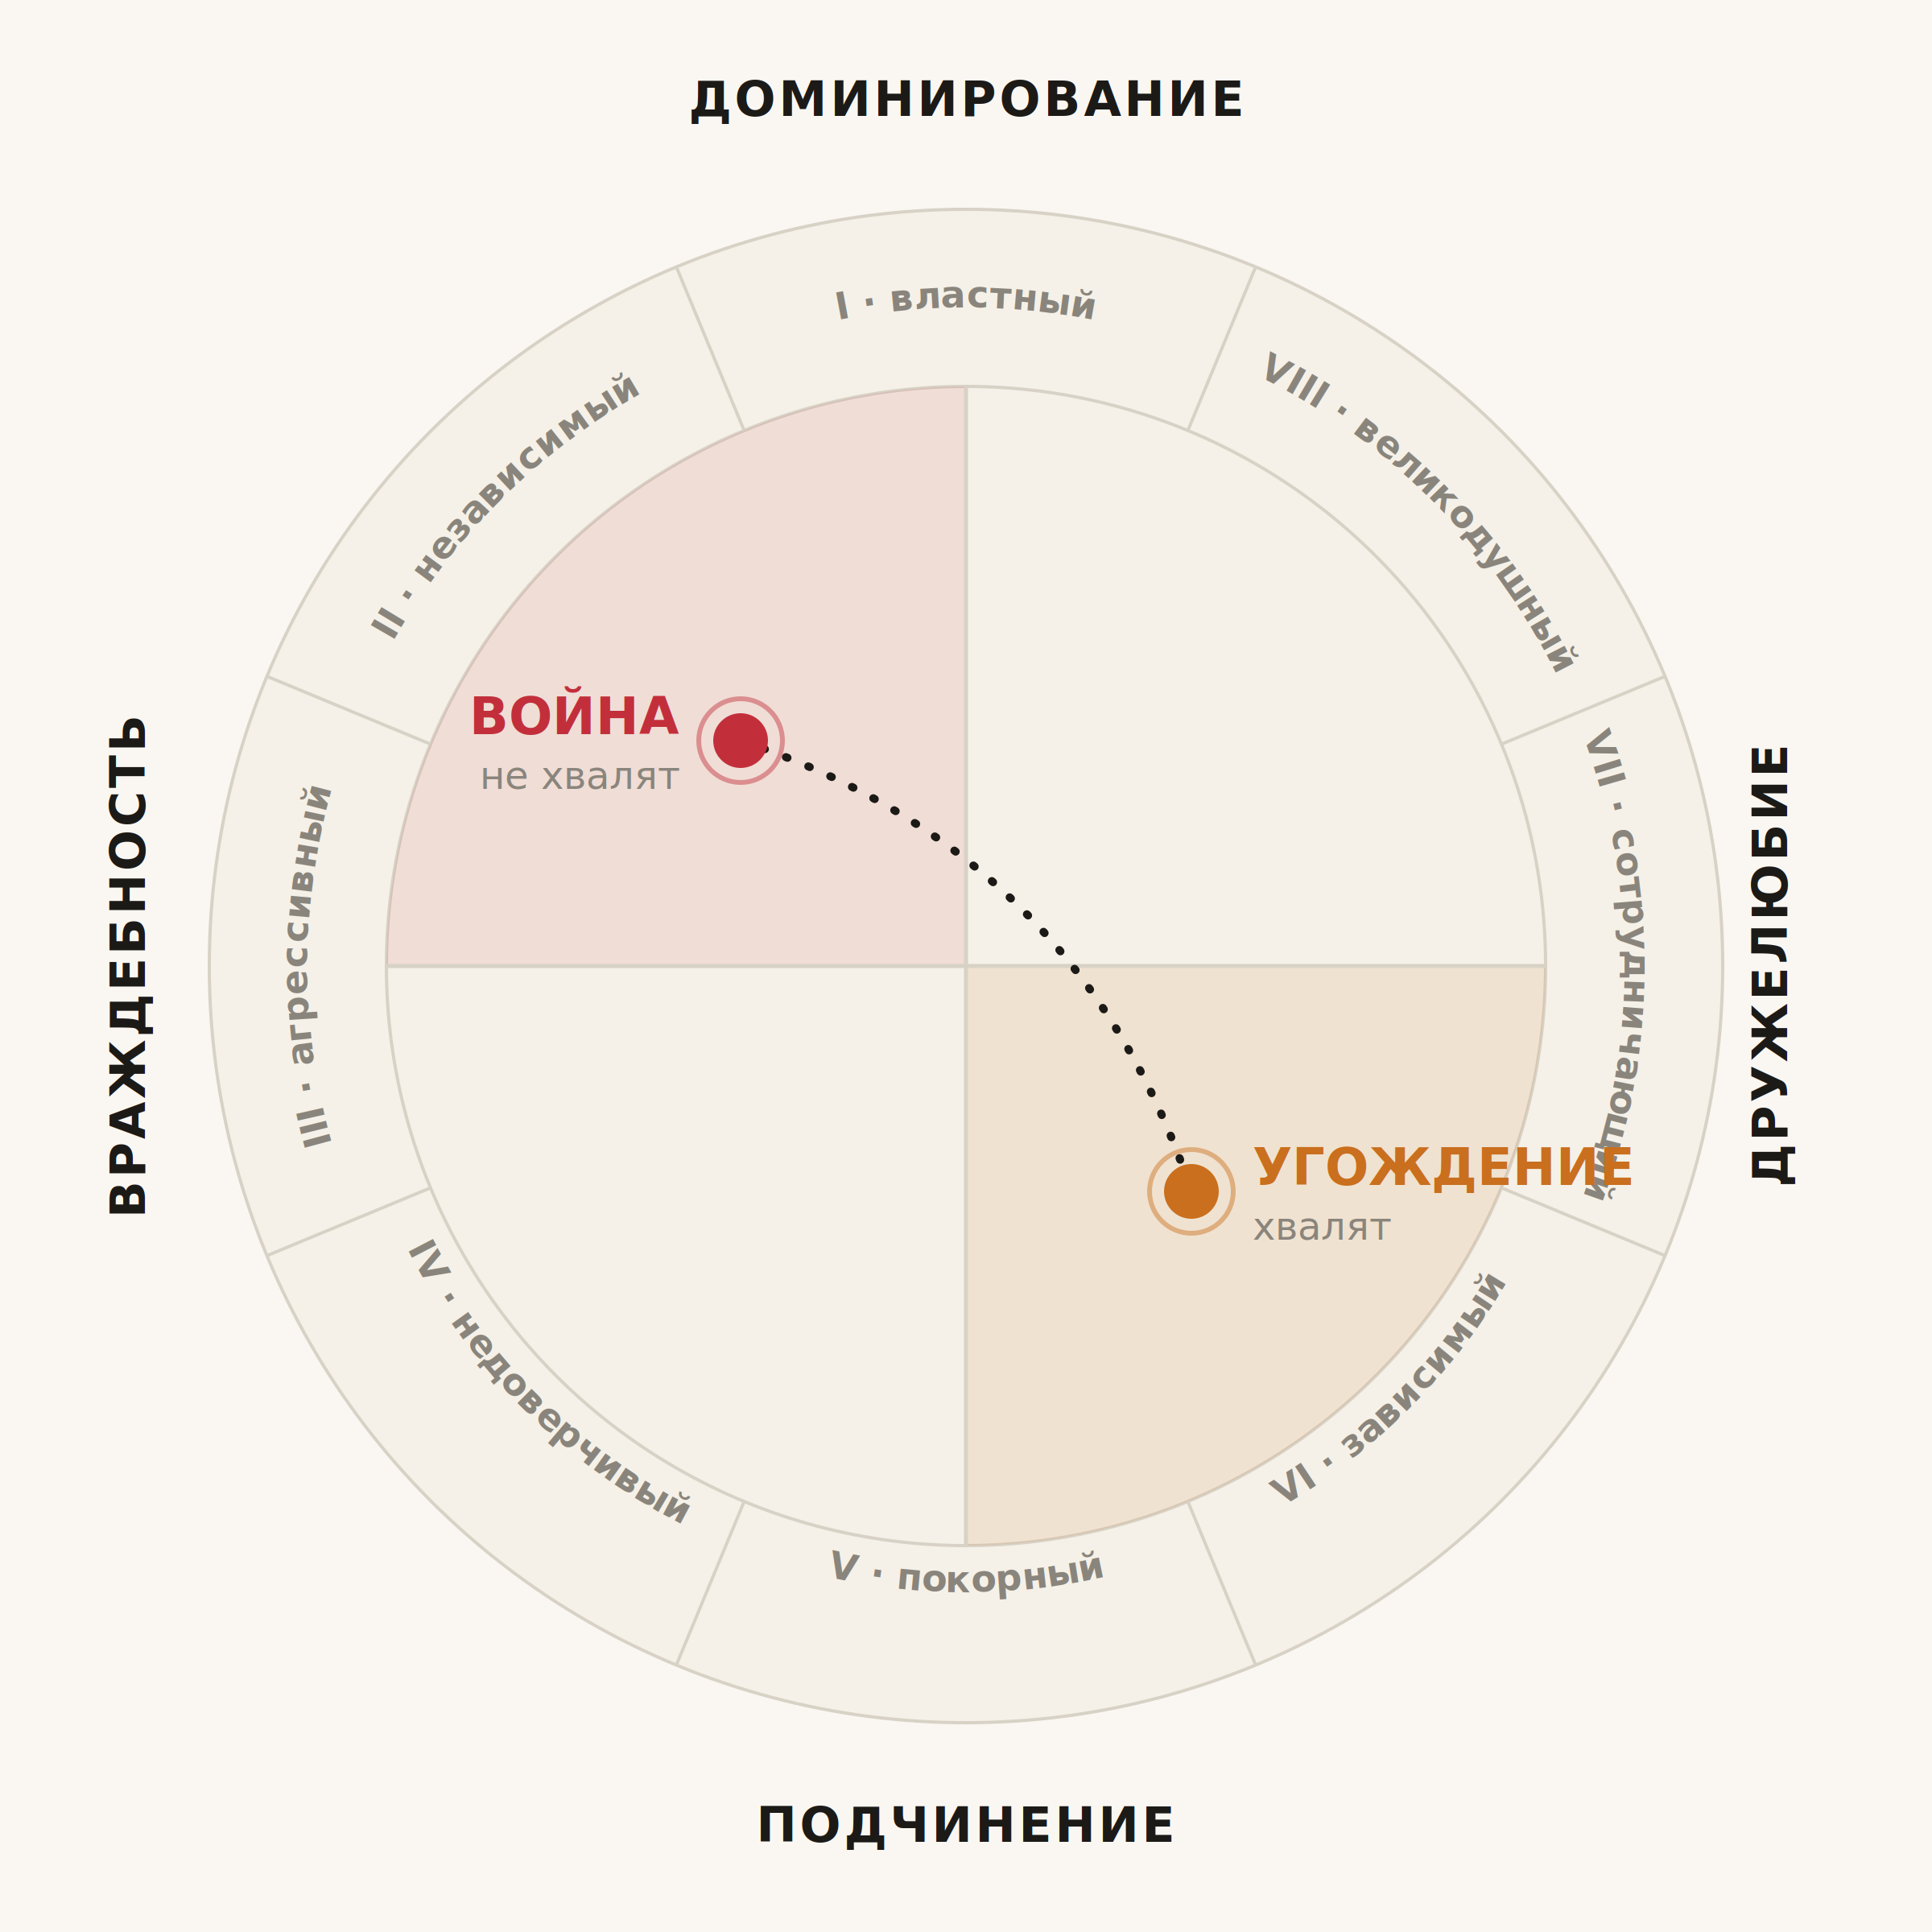 ДОМИНИРОВАНИЕ
I · властный
VIII · великодушный
II · независимый
ВОЙНА
не хвалят
VII · сотрудничающий
ВРАЖДЕБНОСТЬ
ДРУЖЕЛЮБИЕ
III · агрессивный
УГОЖДЕНИЕ
хвалят
IV · недоверчивый
VI · зависимый
V · покорный
ПОДЧИНЕНИЕ